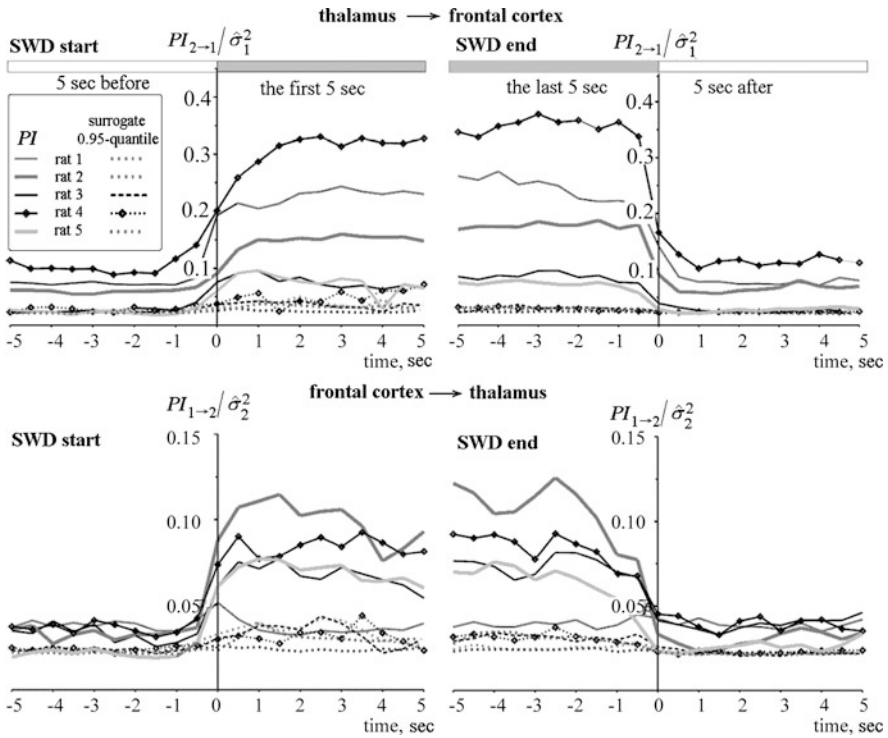 thalamus → frontal cortex
SWD start
PI2→1/σ̂₁²
SWD end
PI2→1/σ̂₁²
5 sec before
the first 5 sec
the last 5 sec
5 sec after
PI
surrogate
0.95-quantile
rat 1
rat 2
rat 3
rat 4
rat 5
0.4
0.3
0.2
0.1
0.4
0.3
0.2
0.1
-5 -4 -3 -2 -1 0 1 2 3 4 5
time, sec
-5 -4 -3 -2 -1 0 1 2 3 4 5
time, sec
frontal cortex → thalamus
SWD start
PI1→2/σ̂₂²
SWD end
PI1→2/σ̂₂²
0.15
0.10
0.05
0.15
0.10
0.05
-5 -4 -3 -2 -1 0 1 2 3 4 5
time, sec
-5 -4 -3 -2 -1 0 1 2 3 4 5
time, sec